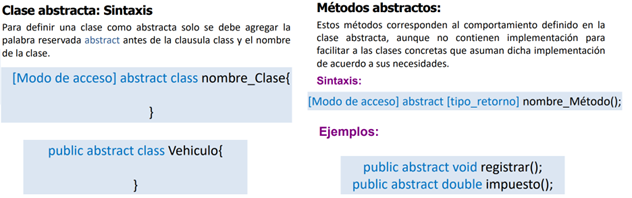 Clase abstracta: Sintaxis
Para definir una clase como abstracta solo se debe agregar la
palabra reservada abstract antes de la clausula class y el nombre
de la clase.
[Modo de acceso] abstract class nombre_Clase{
}
public abstract class Vehiculo{
}
Métodos abstractos:
Estos métodos corresponden al comportamiento definido en la
clase abstracta, aunque no contienen implementación para
facilitar a las clases concretas que asuman dicha implementación
de acuerdo a sus necesidades.
Sintaxis:
[Modo de acceso] abstract [tipo_retorno] nombre_Método();
Ejemplos:
public abstract void registrar();
public abstract double impuesto();